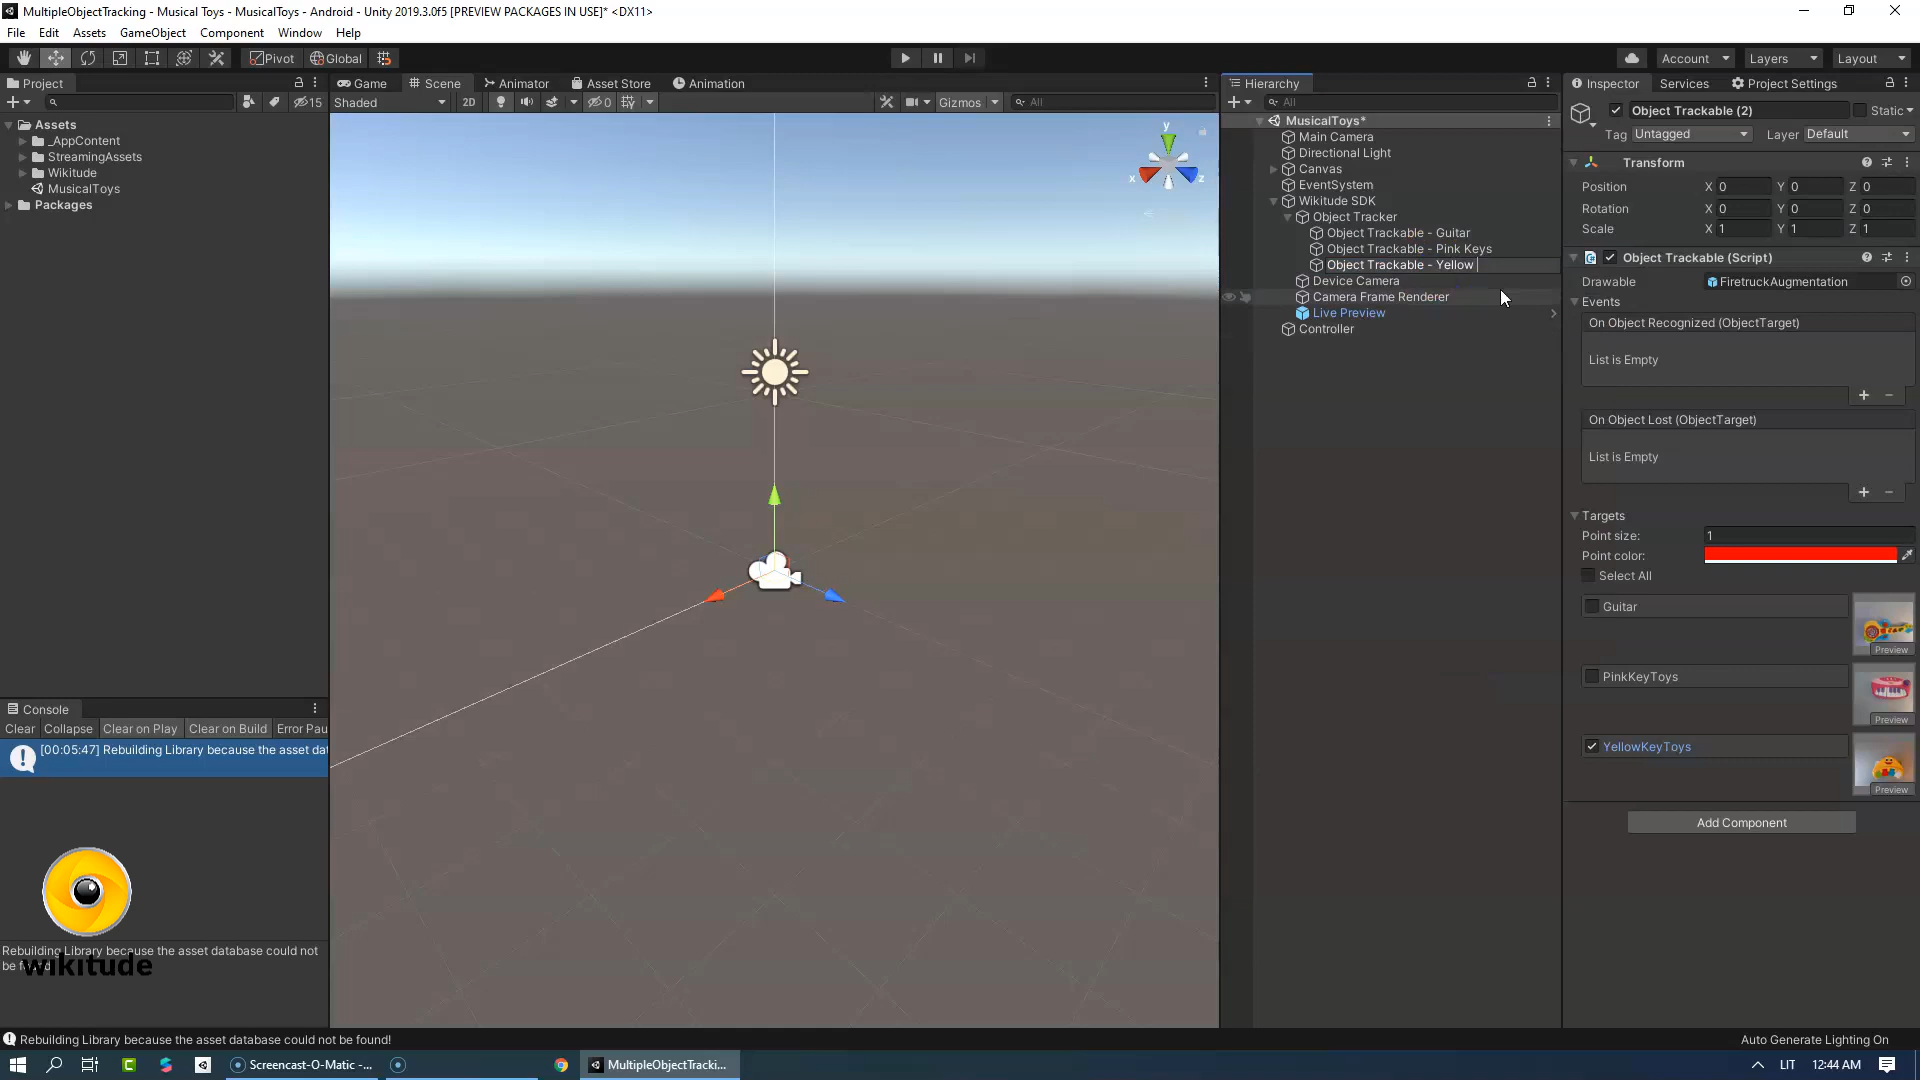 MultipleObjectTracking - Musical Toys - MusicalToys - Android - Unity 2019.3.0f5 [PREVIEW PACKAGES IN USE]* <DX11>
File Edit Assets GameObject Component Window Help
Pivot Global Account Layers Layout
Project
15
Assets
_AppContent
StreamingAssets
Wikitude
MusicalToys
Packages
Game Scene Animator Asset Store Animation
Shaded 2D 0 Gizmos All
y
x
z
Hierarchy
All
MusicalToys*
Main Camera
Directional Light
Canvas
EventSystem
Wikitude SDK
Object Tracker
Object Trackable - Guitar
Object Trackable - Pink Keys
Object Trackable - Yellow
Device Camera
Camera Frame Renderer
Live Preview
Controller
Inspector Services Project Settings
Object Trackable (2) Static
Tag Untagged Layer Default
Transform
Position X 0 Y 0 Z 0
Rotation X 0 Y 0 Z 0
Scale X 1 Y 1 Z 1
Object Trackable (Script)
Drawable FiretruckAugmentation
Events
On Object Recognized (ObjectTarget)
List is Empty
On Object Lost (ObjectTarget)
List is Empty
Targets
Point size: 1
Point color:
Select All
Guitar
Preview
PinkKeyToys
Preview
YellowKeyToys
Preview
Add Component
Console
Clear Collapse Clear on Play Clear on Build Error Pau
[00:05:47] Rebuilding Library because the asset dat
Rebuilding Library because the asset database could not
be
wikitude
Rebuilding Library because the asset database could not be found!
Auto Generate Lighting On
Screencast-O-Matic -... MultipleObjectTracki... LIT 12:44 AM